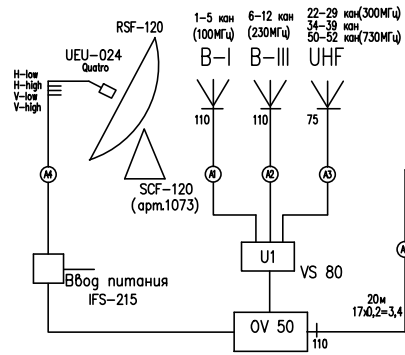 RSF-120
UEU-024
Quatro
H-low
H-high
V-low
V-high
1-5 кан
(100МГц)
B-I
6-12 кан
(230МГц)
B-III
22-29 кан(300МГц)
34-39 кан
50-52 кан(730МГц)
UHF
110
110
75
A4
A1
A2
A3
SCF-120
(арт.1073)
U1
VS 80
Ввод питания
IFS-215
OV 50
110
20м
17х0,2=3,4